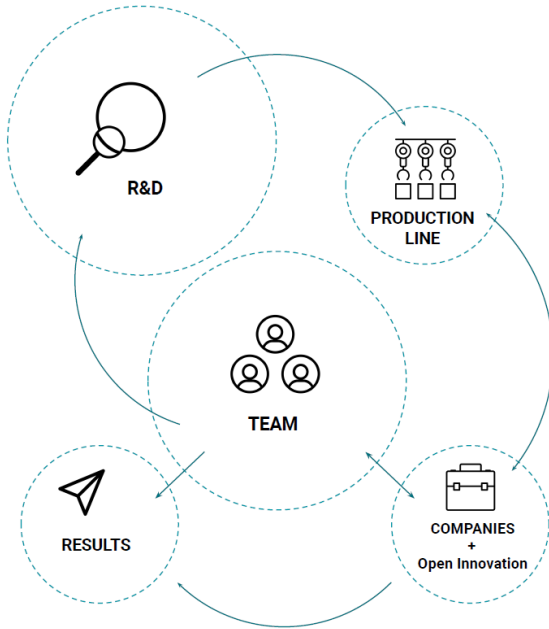 R&D
PRODUCTION
LINE
TEAM
RESULTS
COMPANIES
+
Open Innovation